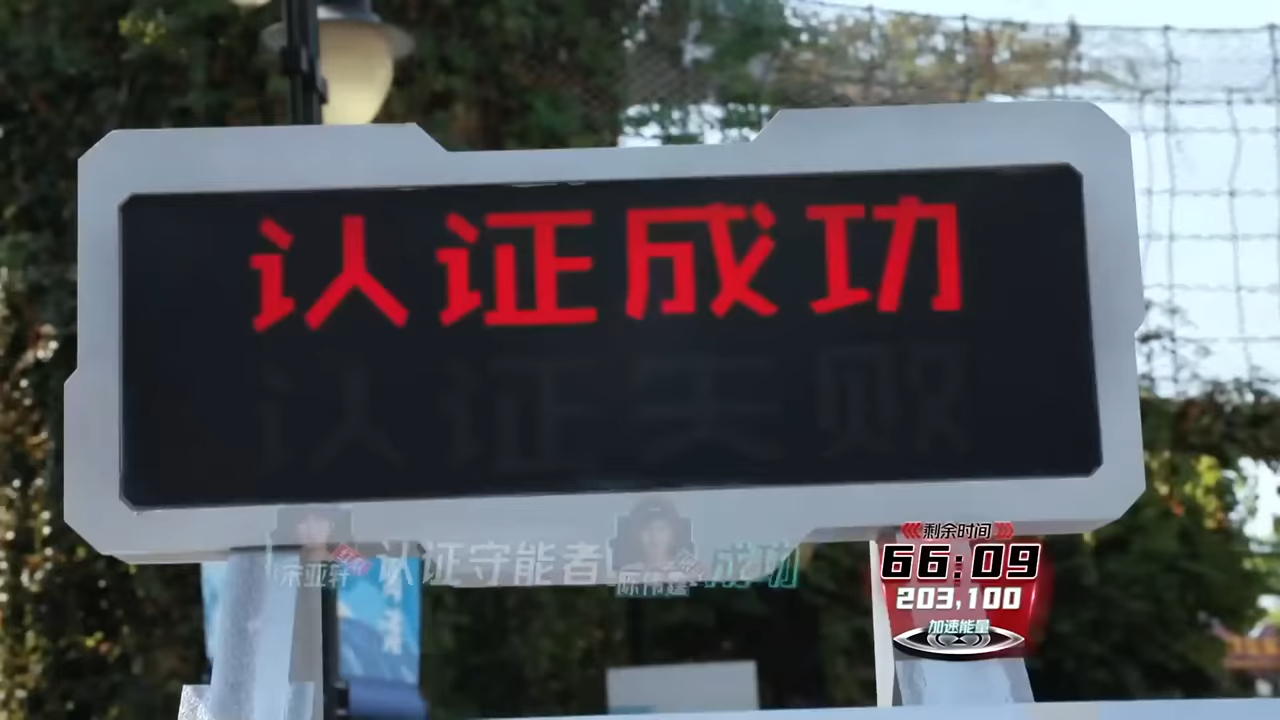 认证成功
认证失败
宋亚轩 认证守能者 陈伟霆 成功
剩余时间
66:09
203,100
加速能量